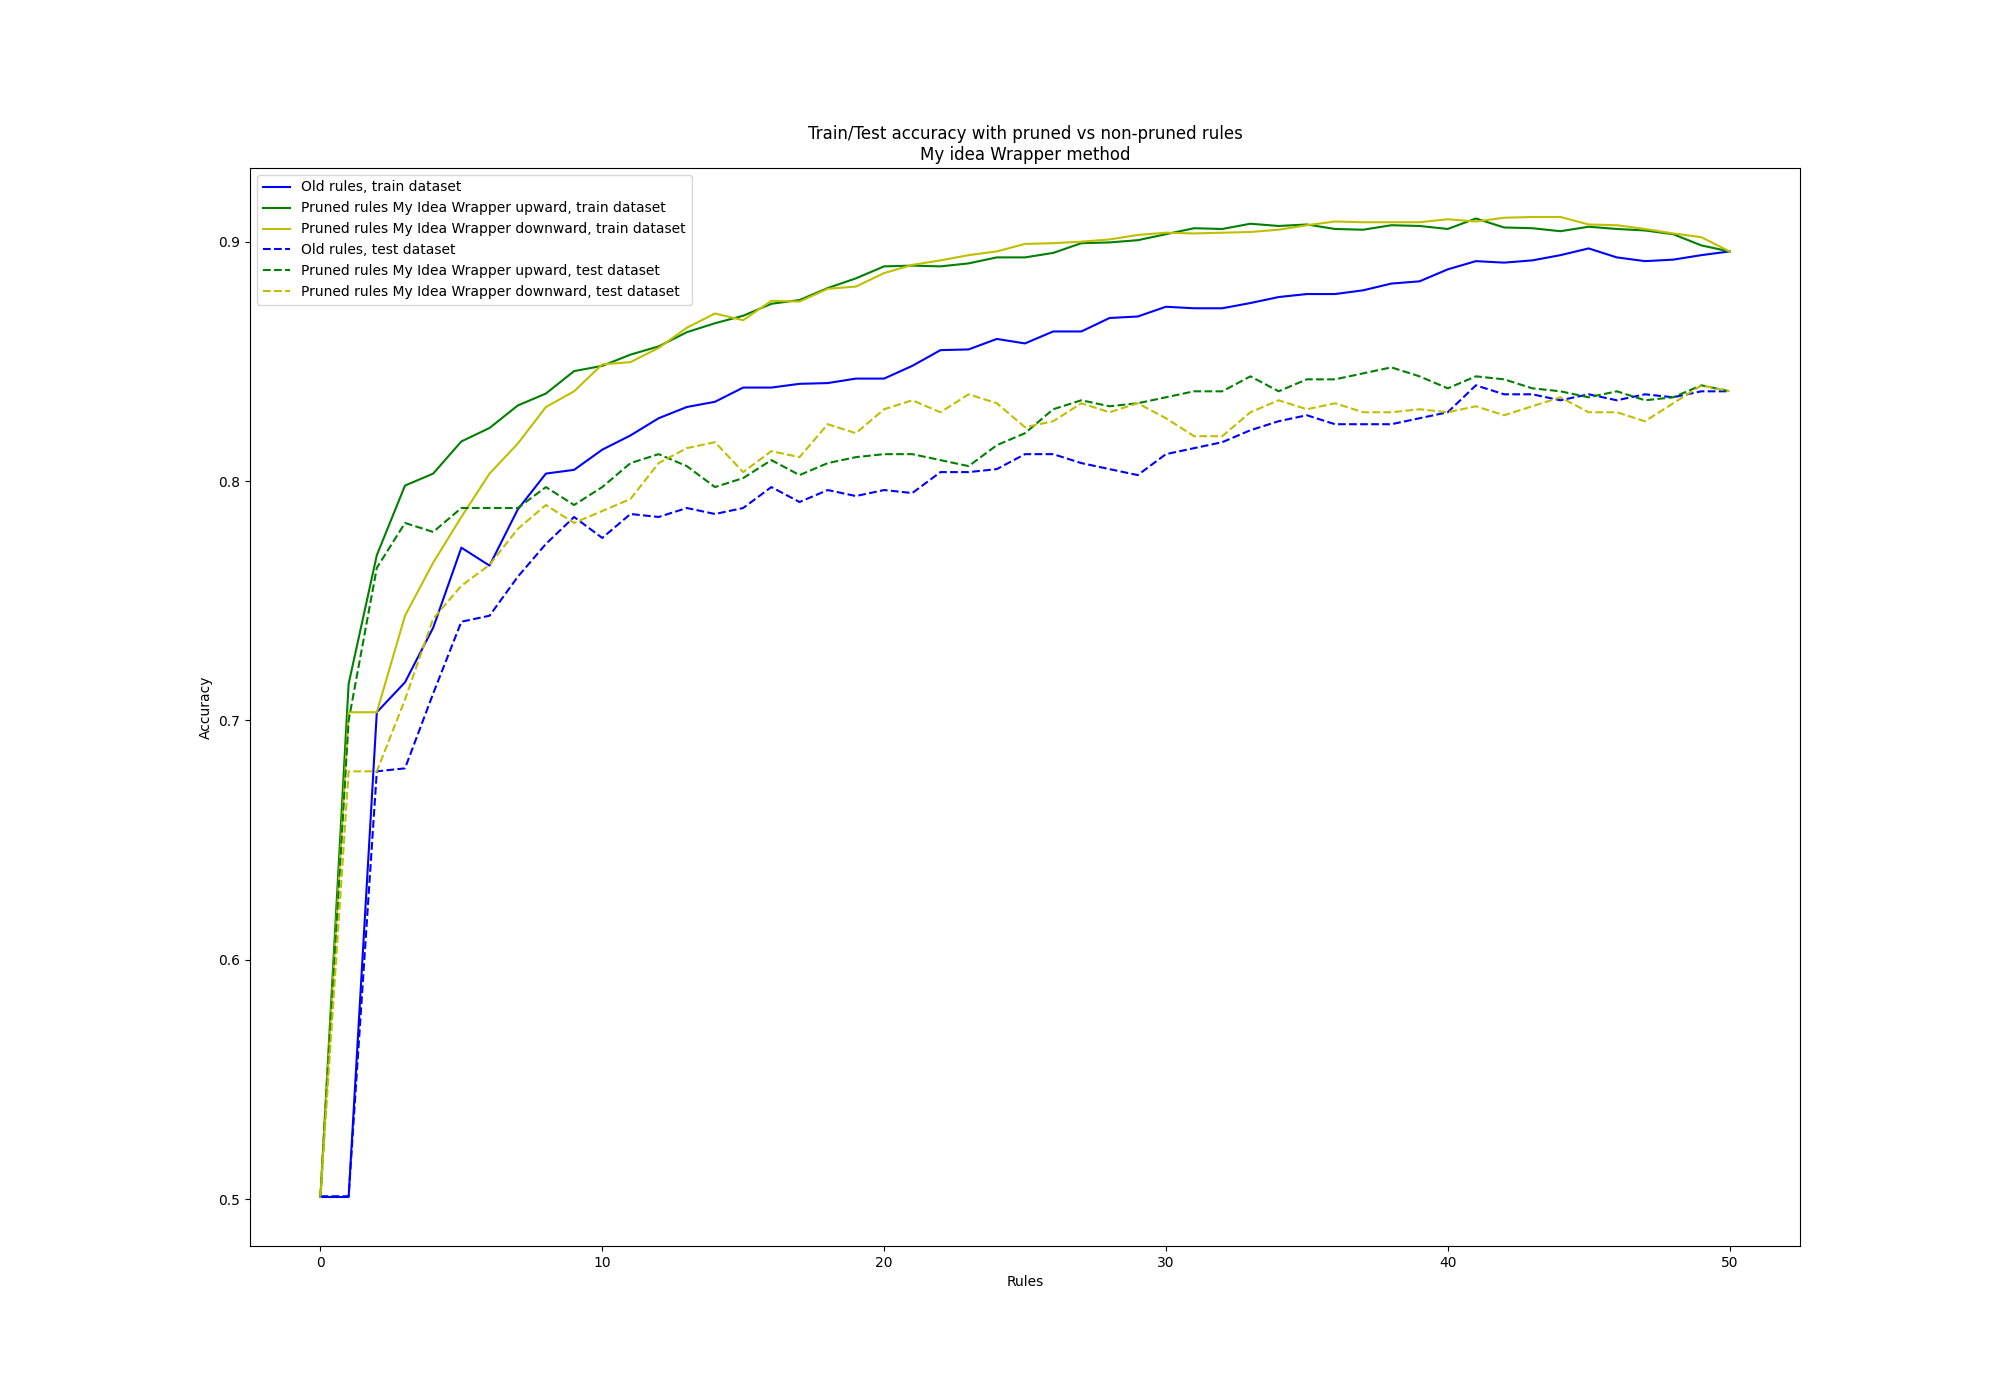 Train/Test accuracy with pruned vs non-pruned rules
My idea Wrapper method
Old rules, train dataset
Pruned rules My Idea Wrapper upward, train dataset
Pruned rules My Idea Wrapper downward, train dataset
Old rules, test dataset
Pruned rules My Idea Wrapper upward, test dataset
Pruned rules My Idea Wrapper downward, test dataset
0.9
0.8
0.7
0.6
0.5
Accuracy
0 10 20 30 40 50
Rules